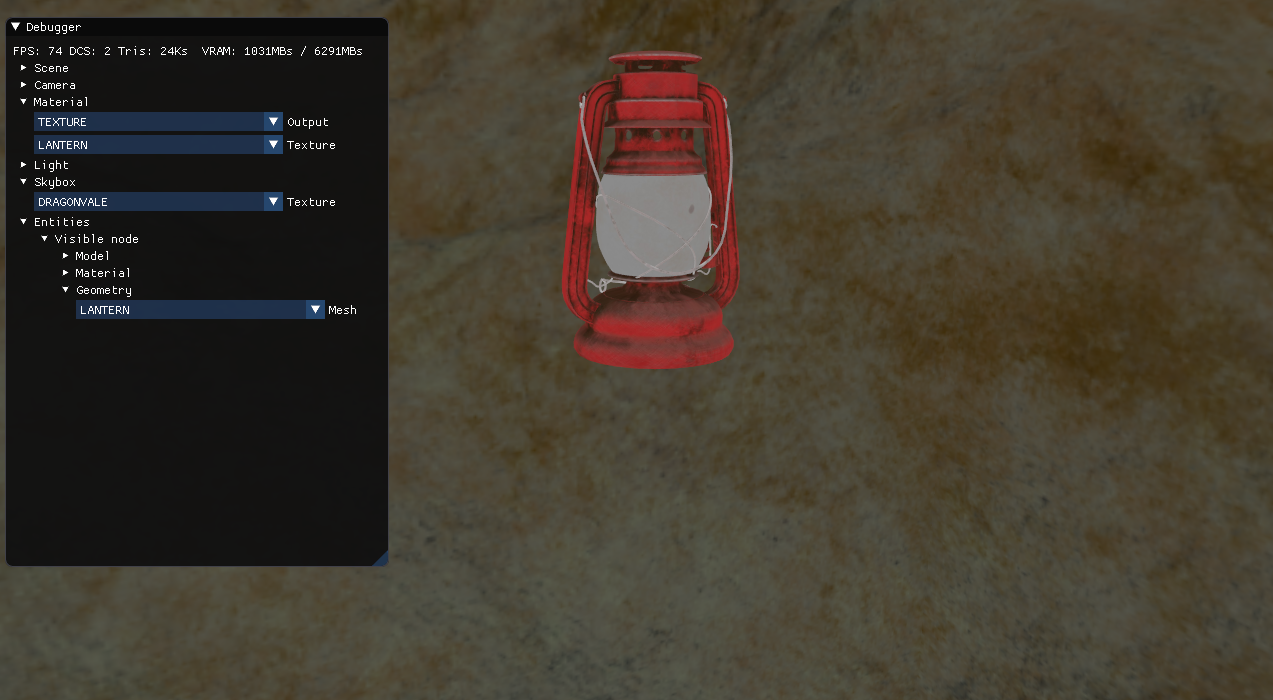 Debugger
FPS: 74 DCS: 2 Tris: 24Ks  VRAM: 1031MBs / 6291MBs
Scene
Camera
Material
TEXTURE Output
LANTERN Texture
Light
Skybox
DRAGONVALE Texture
Entities
Visible node
Model
Material
Geometry
LANTERN Mesh